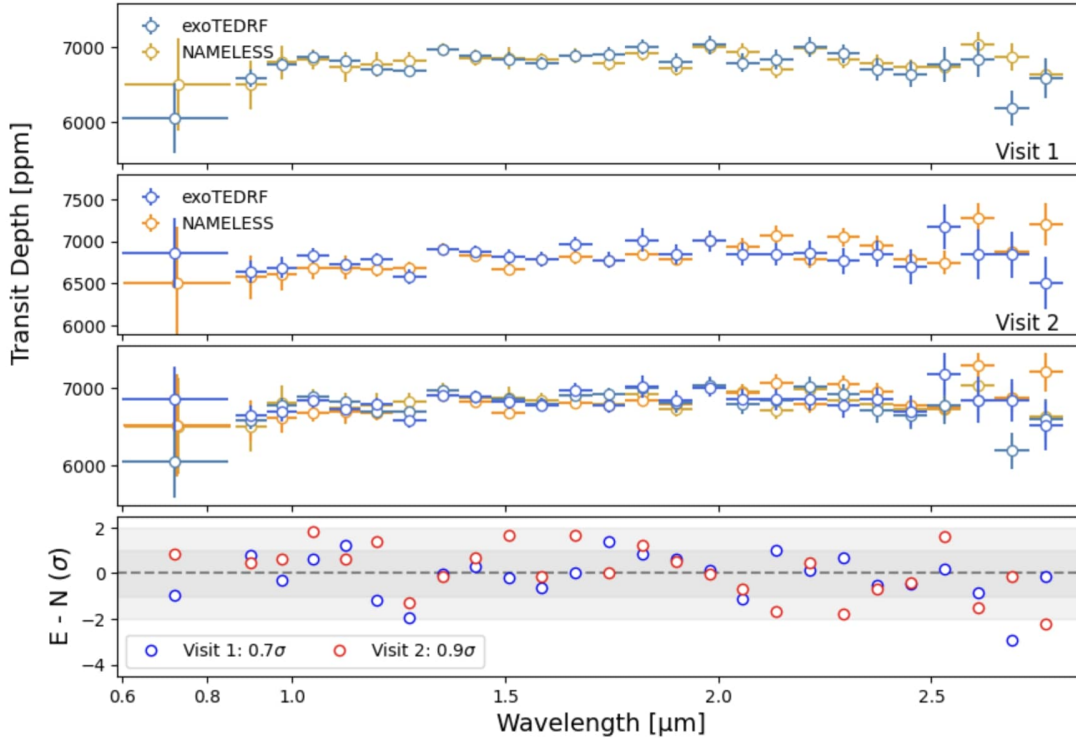 exoTEDRF
NAMELESS
7000
6000
Visit 1
exoTEDRF
NAMELESS
7500
7000
6500
6000
Visit 2
Transit Depth [ppm]
7000
6000
2
0
−2
−4
E - N (σ)
Visit 1: 0.7σ
Visit 2: 0.9σ
0.6
0.8
1.0
1.5
2.0
2.5
Wavelength [μm]